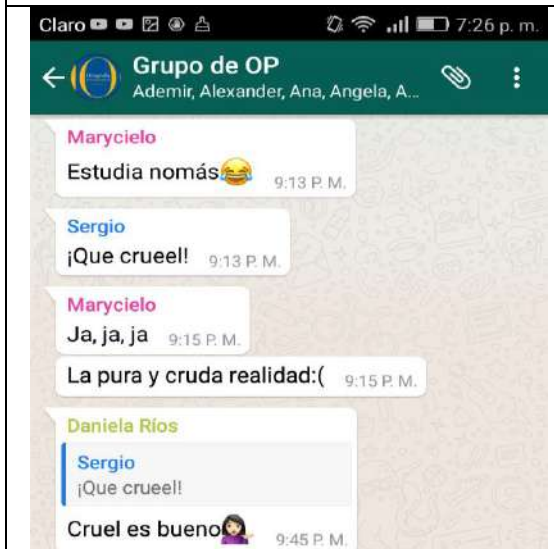 Claro 7:26 p. m.
Grupo de OP
Ademir, Alexander, Ana, Angela, A...
Marycielo
Estudia nomás😂 9:13 P. M.
Sergio
¡Que crueel! 9:13 P. M.
Marycielo
Ja, ja, ja 9:15 P. M.
La pura y cruda realidad:( 9:15 P. M.
Daniela Ríos
Sergio
¡Que crueel!
Cruel es bueno💁🏻‍♀️ 9:45 P. M.